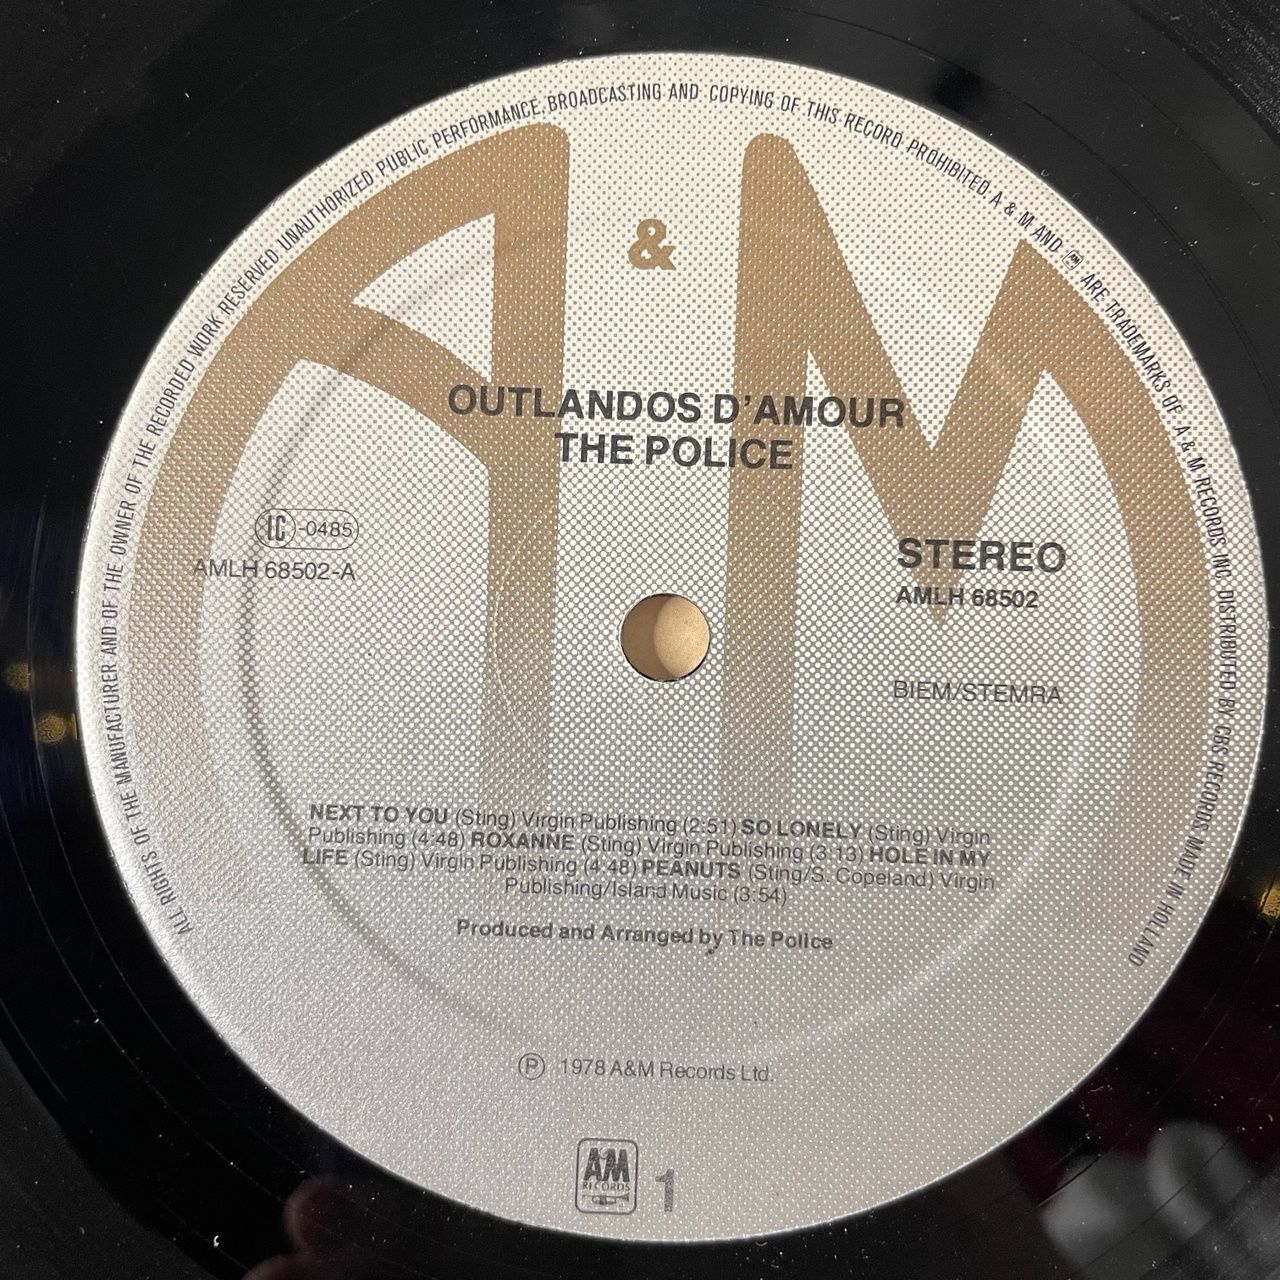 ALL RIGHTS OF THE MANUFACTURER AND OF THE OWNER OF THE RECORDED WORK RESERVED UNAUTHORIZED PUBLIC PERFORMANCE. BROADCASTING AND COPYING OF THIS RECORD PROHIBITED. A & M AND AM ARE TRADEMARKS OF A & M RECORDS INC. DISTRIBUTED BY CBS RECORDS MADE IN HOLLAND
A & M
OUTLANDOS D'AMOUR
THE POLICE
IC-0485
AMLH 68502-A
STEREO
AMLH 68502
BIEM/STEMRA
NEXT TO YOU (Sting) Virgin Publishing (2:51) SO LONELY (Sting) Virgin
Publishing (4:48) ROXANNE (Sting) Virgin Publishing (3:13) HOLE IN MY
LIFE (Sting) Virgin Publishing (4:48) PEANUTS (Sting/S. Copeland) Virgin
Publishing/Island Music (3:54)
Produced and Arranged by The Police
Ⓟ 1978 A&M Records Ltd.
AM
RECORDS
1